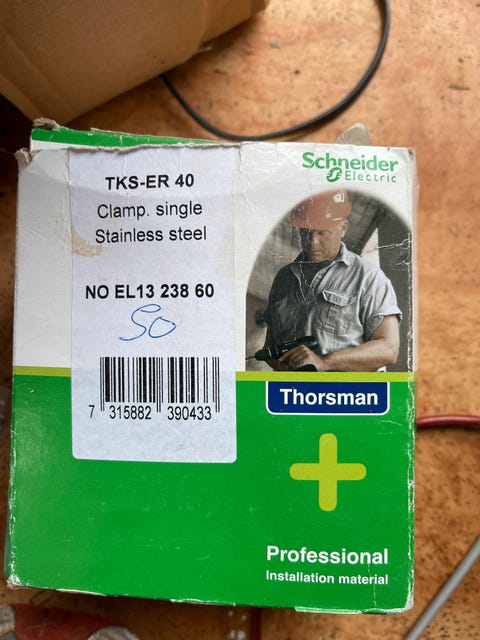 TKS-ER 40
Clamp. single
Stainless steel
NO EL13 238 60
50
7 315882 390433
Schneider
Electric
Thorsman
Professional
Installation material